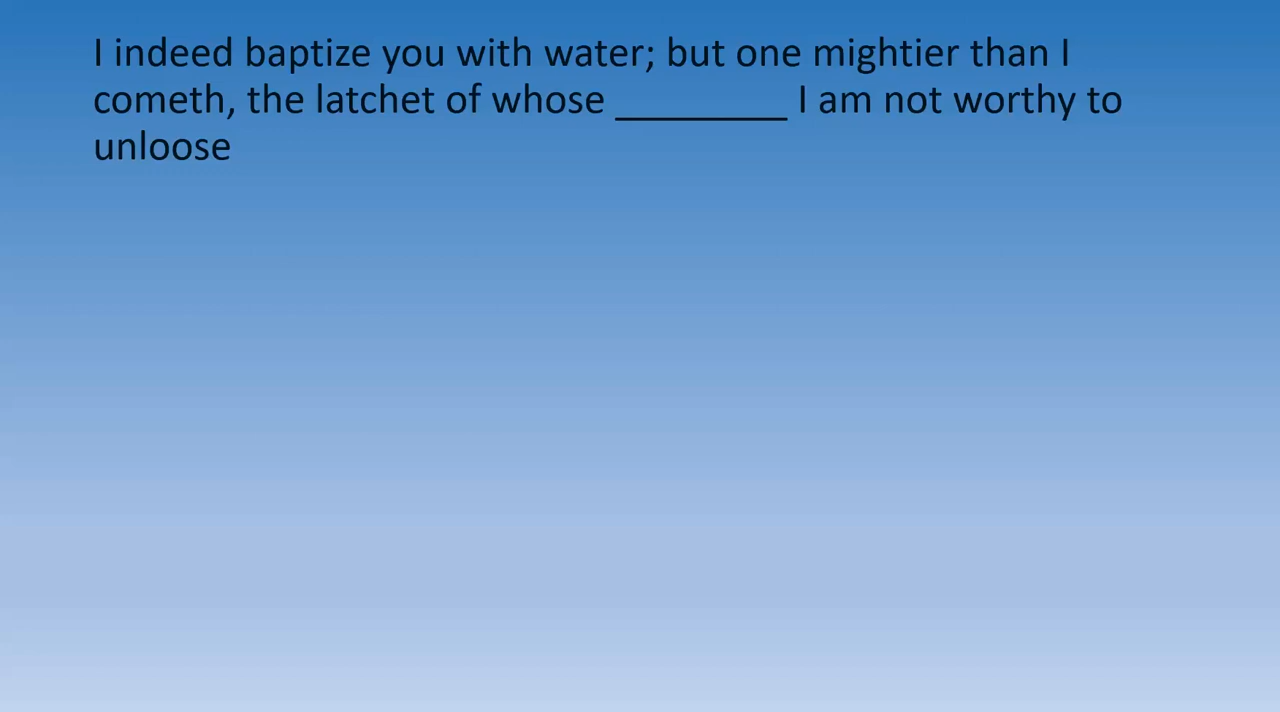 I indeed baptize you with water; but one mightier than I
cometh, the latchet of whose ________ I am not worthy to
unloose